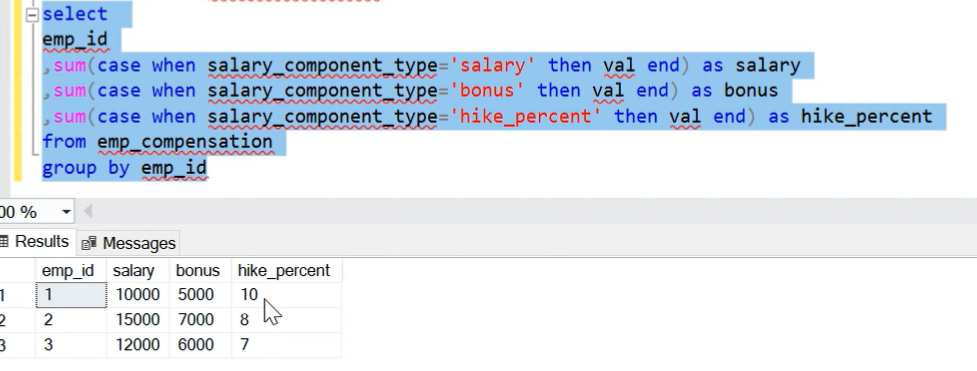 select
emp_id
,sum(case when salary_component_type='salary' then val end) as salary
,sum(case when salary_component_type='bonus' then val end) as bonus
,sum(case when salary_component_type='hike_percent' then val end) as hike_percent
from emp_compensation
group by emp_id
00 %
Results Messages
emp_id salary bonus hike_percent
1 1 10000 5000 10
2 2 15000 7000 8
3 3 12000 6000 7